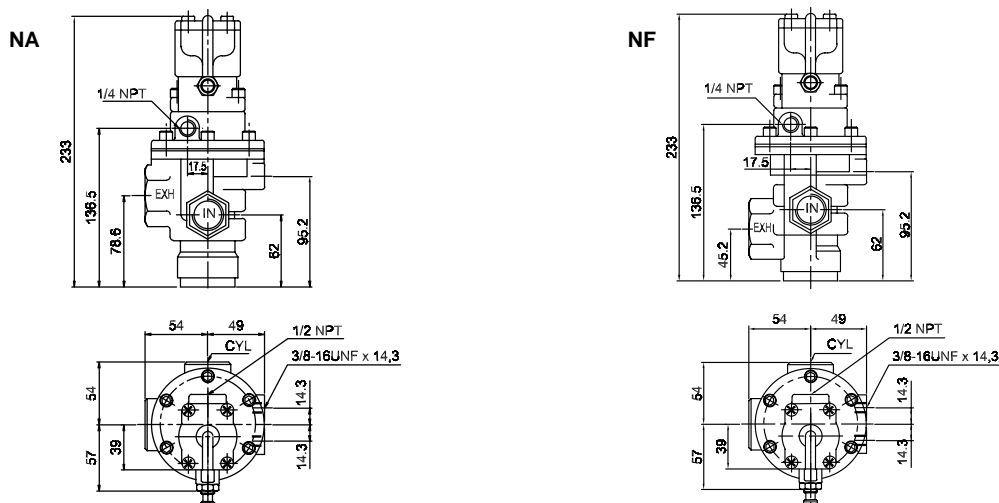 NA
1/4 NPT
233
136.5
78.6
17.5
EXH
IN
62
95.2
54
49
1/2 NPT
CYL
3/8-16UNF x 14,3
54
57
39
14.3
14.3
NF
1/4 NPT
233
136.5
45.2
17.5
EXH
IN
62
95.2
54
49
1/2 NPT
CYL
3/8-16UNF x 14,3
54
57
39
14.3
14.3